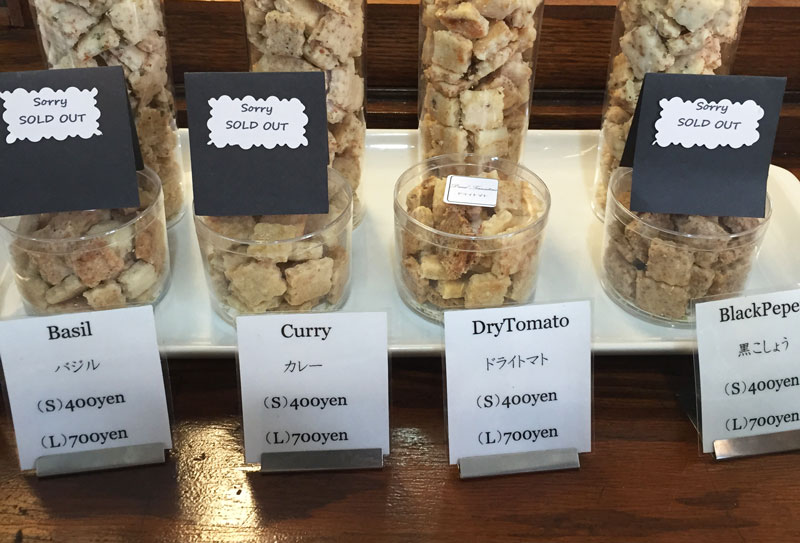 Sorry
SOLD OUT
Sorry
SOLD OUT
Sorry
SOLD OUT
Basil
バジル
(S)400yen
(L)700yen
Curry
カレー
(S)400yen
(L)700yen
DryTomato
ドライトマト
(S)400yen
(L)700yen
BlackPepe
黒こしょう
(S)400yen
(L)700yen